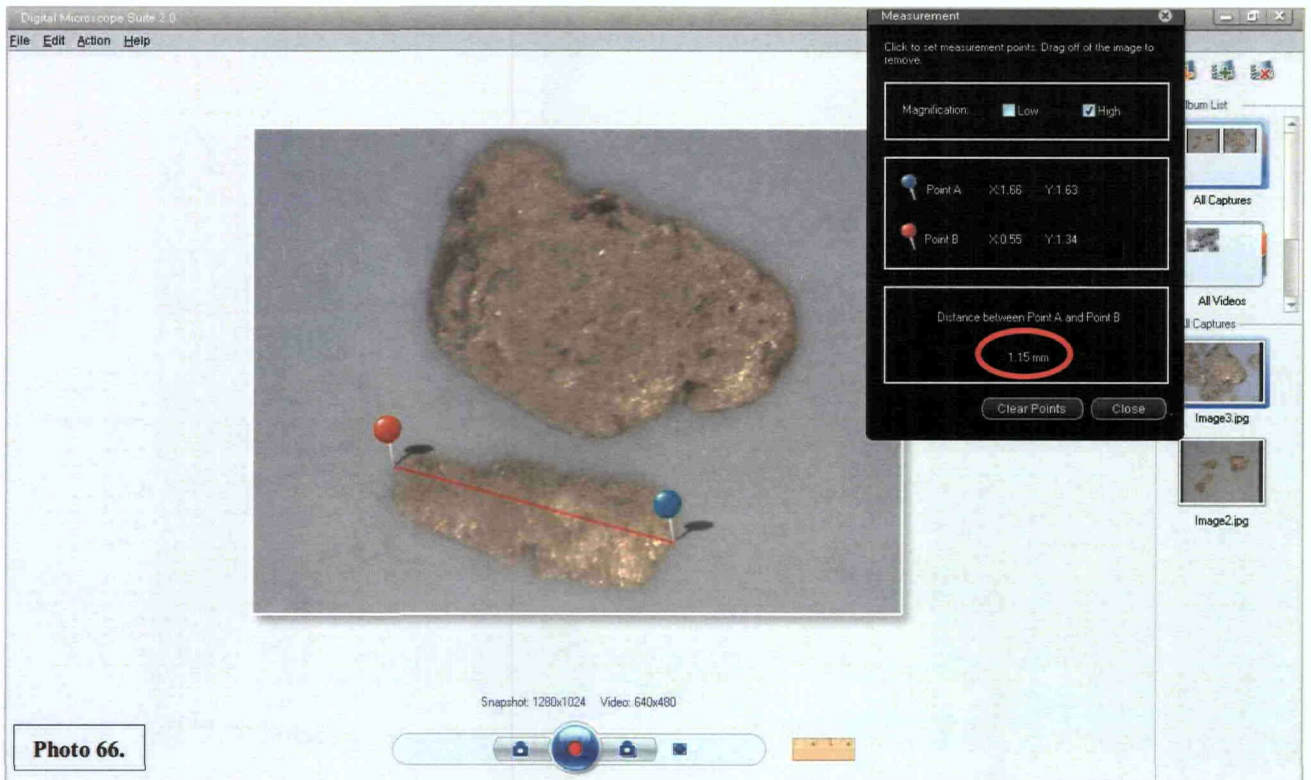 Digital Microscope Suite 2.0
File Edit Action Help
Measurement
Click to set measurement points. Drag off of the image to
remove.
Magnification: Low High
Point A X:1.66 Y:1.63
Point B X:0.55 Y:1.34
Distance between Point A and Point B
1.15 mm
Clear Points Close
lbum List
All Captures
All Videos
ll Captures
Image3.jpg
Image2.jpg
Snapshot: 1280x1024 Video: 640x480
Photo 66.